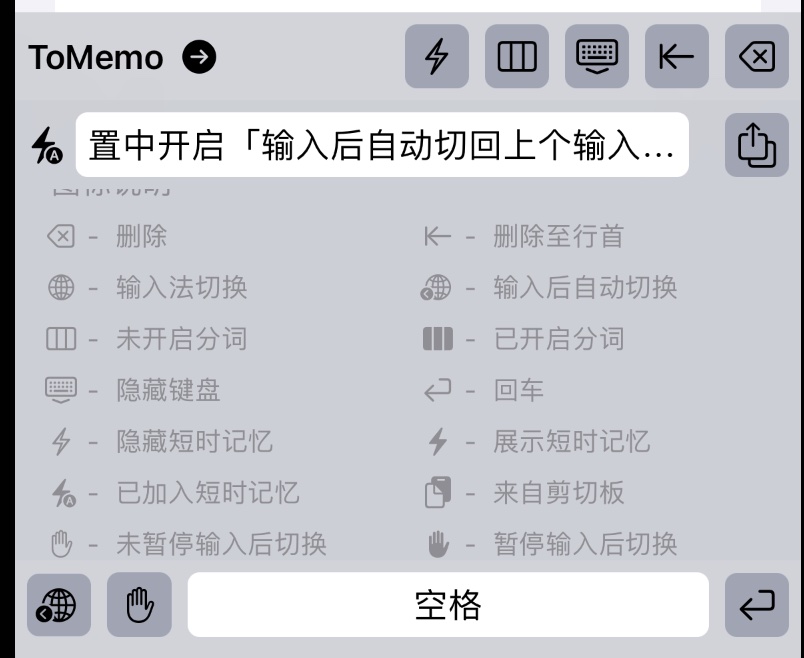 ToMemo
置中开启「输入后自动切回上个输入...
图标说明
- 删除
- 删除至行首
- 输入法切换
- 输入后自动切换
- 未开启分词
- 已开启分词
- 隐藏键盘
- 回车
- 隐藏短时记忆
- 展示短时记忆
- 已加入短时记忆
- 来自剪切板
- 未暂停输入后切换
- 暂停输入后切换
空格